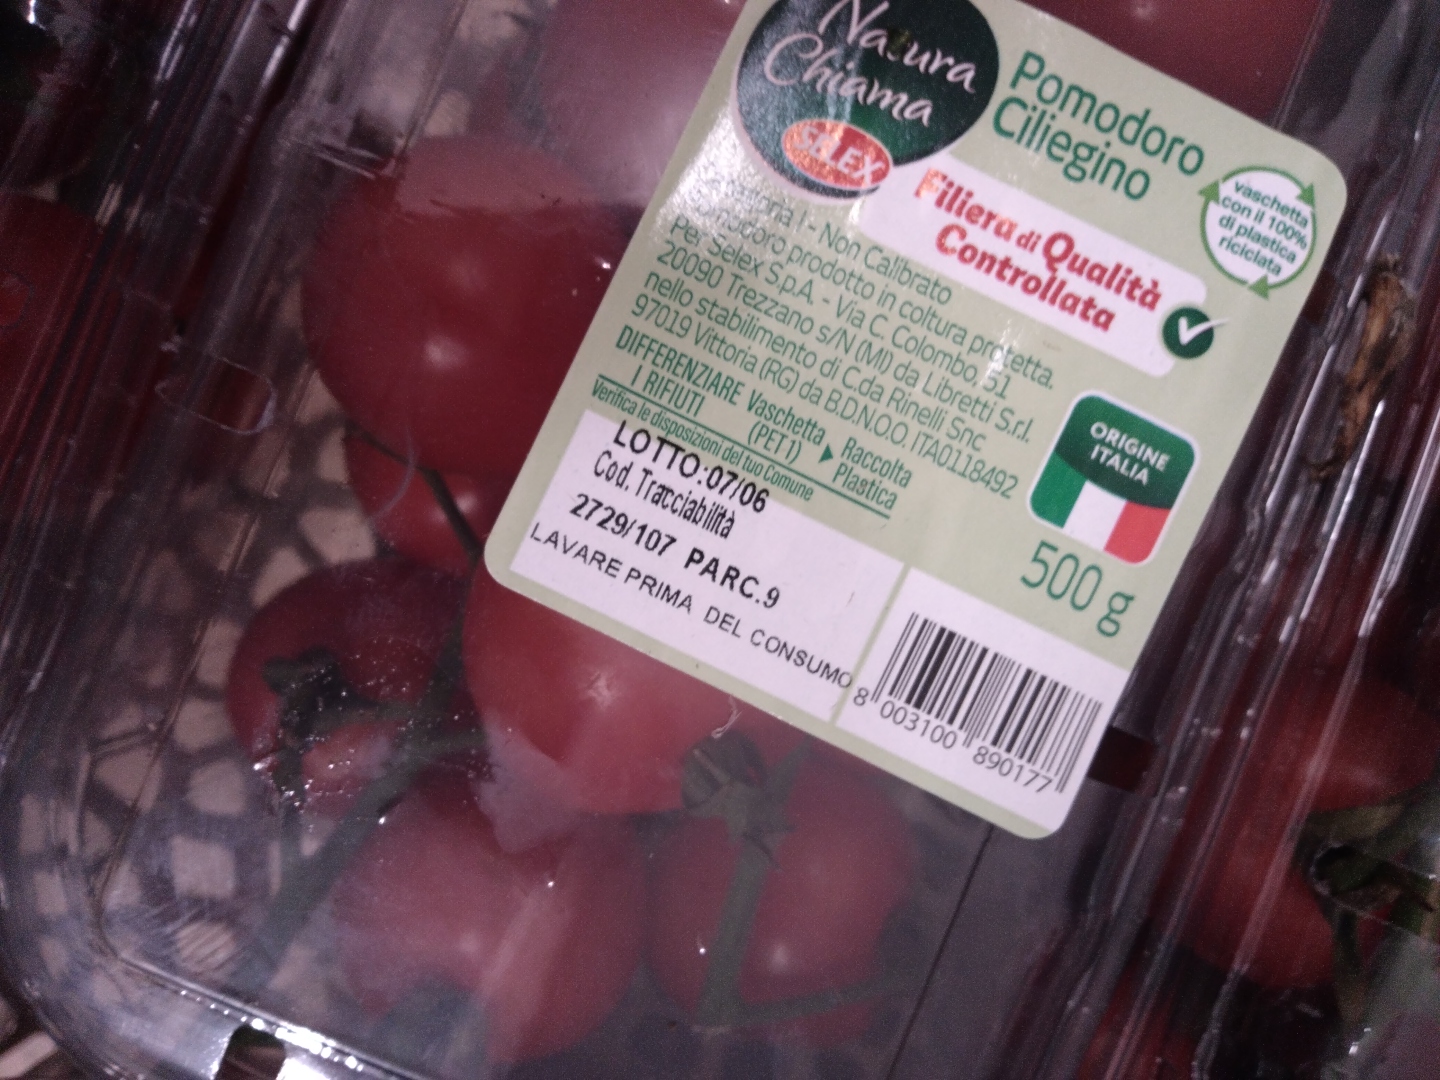 Natura
Chiama
SELEX
Pomodoro
Ciliegino
vaschetta
con il 100%
di plastica
riciclata
Filiera di Qualità
Controllata
I - Non Calibrato
prodotto in coltura protetta.
Per Selex S.p.A. - Via C. Colombo, 51
20090 Trezzano s/N (MI) da Libretti S.r.l.
nello stabilimento di C.da Rinelli Snc
97019 Vittoria (RG) da B.D.N.O.O. ITA0118492
DIFFERENZIARE
I RIFIUTI
Vaschetta
(PET 1)
Raccolta
Plastica
Verifica le disposizioni del tuo Comune
ORIGINE
ITALIA
500 g
LOTTO:07/06
Cod. Tracciabilità
2729/107 PARC.9
LAVARE PRIMA DEL CONSUMO
8 003100 890177